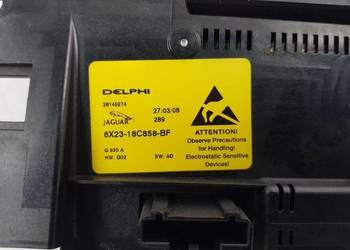 DELPHI
28149274 27/03/08
JAGUAR 289
8X23-18C858-BF
G 935 A
HW: G02 SW: AD
ATTENTION!
Observe Precautions
for Handling!
Electrostatic Sensitive
Devices!